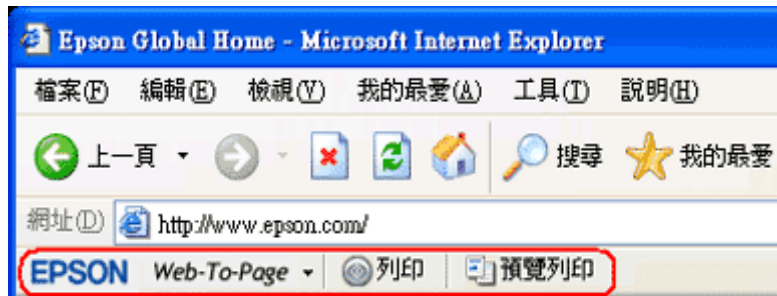 Epson Global Home - Microsoft Internet Explorer
檔案(F) 編輯(E) 檢視(V) 我的最愛(A) 工具(T) 說明(H)
上一頁 搜尋 我的最愛
網址(D) http://www.epson.com/
EPSON Web-To-Page 列印 預覽列印